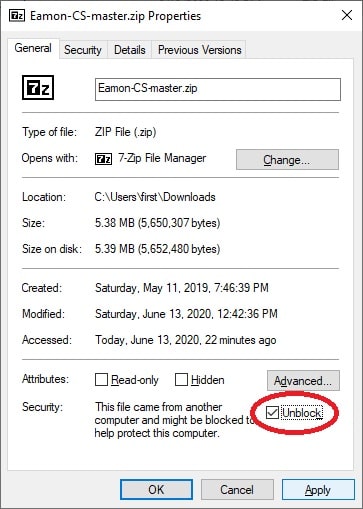 Eamon-CS-master.zip Properties
General Security Details Previous Versions
7z Eamon-CS-master.zip
Type of file: ZIP File (.zip)
Opens with: 7z 7-Zip File Manager Change...
Location: C:\Users\first\Downloads
Size: 5.38 MB (5,650,307 bytes)
Size on disk: 5.39 MB (5,652,480 bytes)
Created: Saturday, May 11, 2019, 7:46:39 PM
Modified: Saturday, June 13, 2020, 12:42:36 PM
Accessed: Today, June 13, 2020, 22 minutes ago
Attributes: Read-only Hidden Advanced...
Security: This file came from another
computer and might be blocked to Unblock
help protect this computer.
OK Cancel Apply